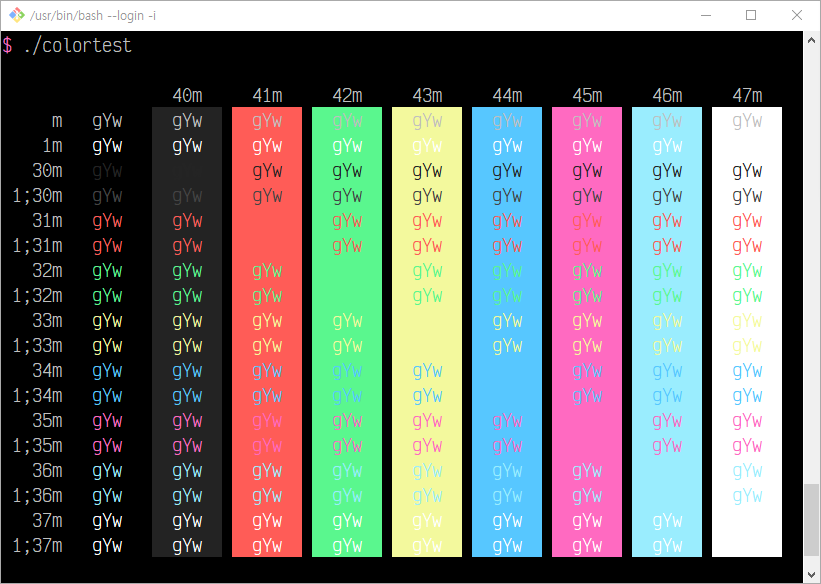 /usr/bin/bash --login -i
$ ./colortest
40m 41m 42m 43m 44m 45m 46m 47m
m gYw gYw gYw gYw gYw gYw gYw gYw gYw
1m gYw gYw gYw gYw gYw gYw gYw gYw
30m gYw gYw gYw gYw gYw gYw gYw gYw
1;30m gYw gYw gYw gYw gYw gYw gYw gYw gYw
31m gYw gYw gYw gYw gYw gYw gYw gYw
1;31m gYw gYw gYw gYw gYw gYw gYw gYw
32m gYw gYw gYw gYw gYw gYw gYw gYw
1;32m gYw gYw gYw gYw gYw gYw gYw gYw
33m gYw gYw gYw gYw gYw gYw gYw gYw
1;33m gYw gYw gYw gYw gYw gYw gYw gYw
34m gYw gYw gYw gYw gYw gYw gYw gYw
1;34m gYw gYw gYw gYw gYw gYw gYw gYw
35m gYw gYw gYw gYw gYw gYw gYw gYw
1;35m gYw gYw gYw gYw gYw gYw gYw gYw
36m gYw gYw gYw gYw gYw gYw gYw gYw
1;36m gYw gYw gYw gYw gYw gYw gYw gYw
37m gYw gYw gYw gYw gYw gYw gYw gYw
1;37m gYw gYw gYw gYw gYw gYw gYw gYw